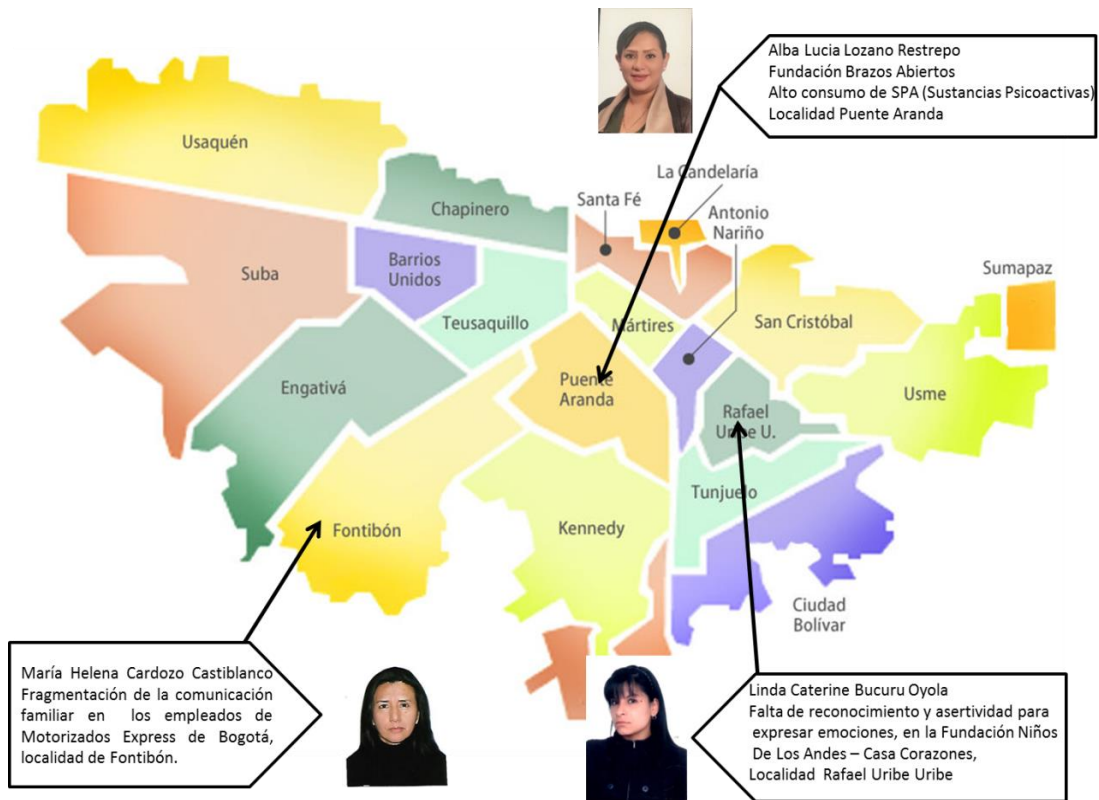 Alba Lucia Lozano Restrepo
Fundación Brazos Abiertos
Alto consumo de SPA (Sustancias Psicoactivas)
Localidad Puente Aranda
Usaquén
Chapinero
La Candelaría
Santa Fé
Antonio
Nariño
Suba
Barrios
Unidos
Teusaquillo
Mártires
San Cristóbal
Sumapaz
Engativá
Puente
Aranda
Rafael
Uribe U.
Usme
Tunjuelo
Fontibón
Kennedy
Ciudad
Bolívar
María Helena Cardozo Castiblanco
Fragmentación de la comunicación
familiar en los empleados de
Motorizados Express de Bogotá,
localidad de Fontibón.
Linda Caterine Bucuru Oyola
Falta de reconocimiento y asertividad para
expresar emociones, en la Fundación Niños
De Los Andes – Casa Corazones,
Localidad Rafael Uribe Uribe